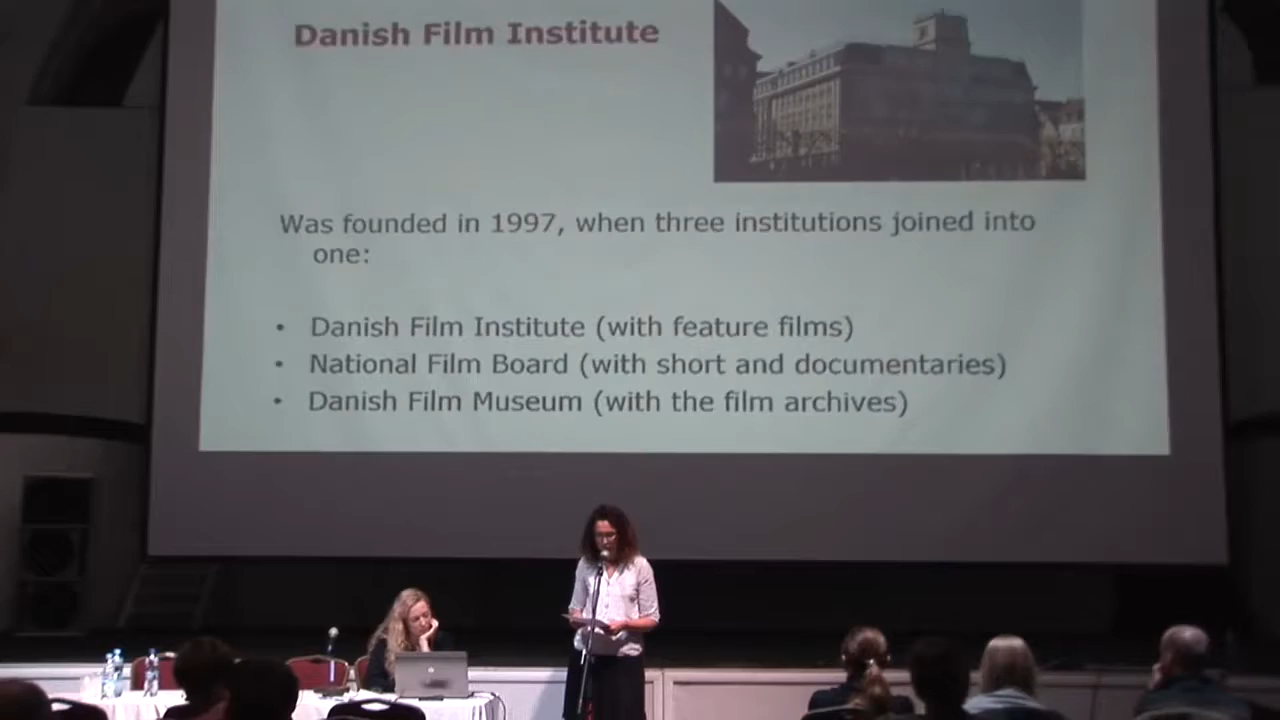 Danish Film Institute
Was founded in 1997, when three institutions joined into
one:
• Danish Film Institute (with feature films)
• National Film Board (with short and documentaries)
• Danish Film Museum (with the film archives)